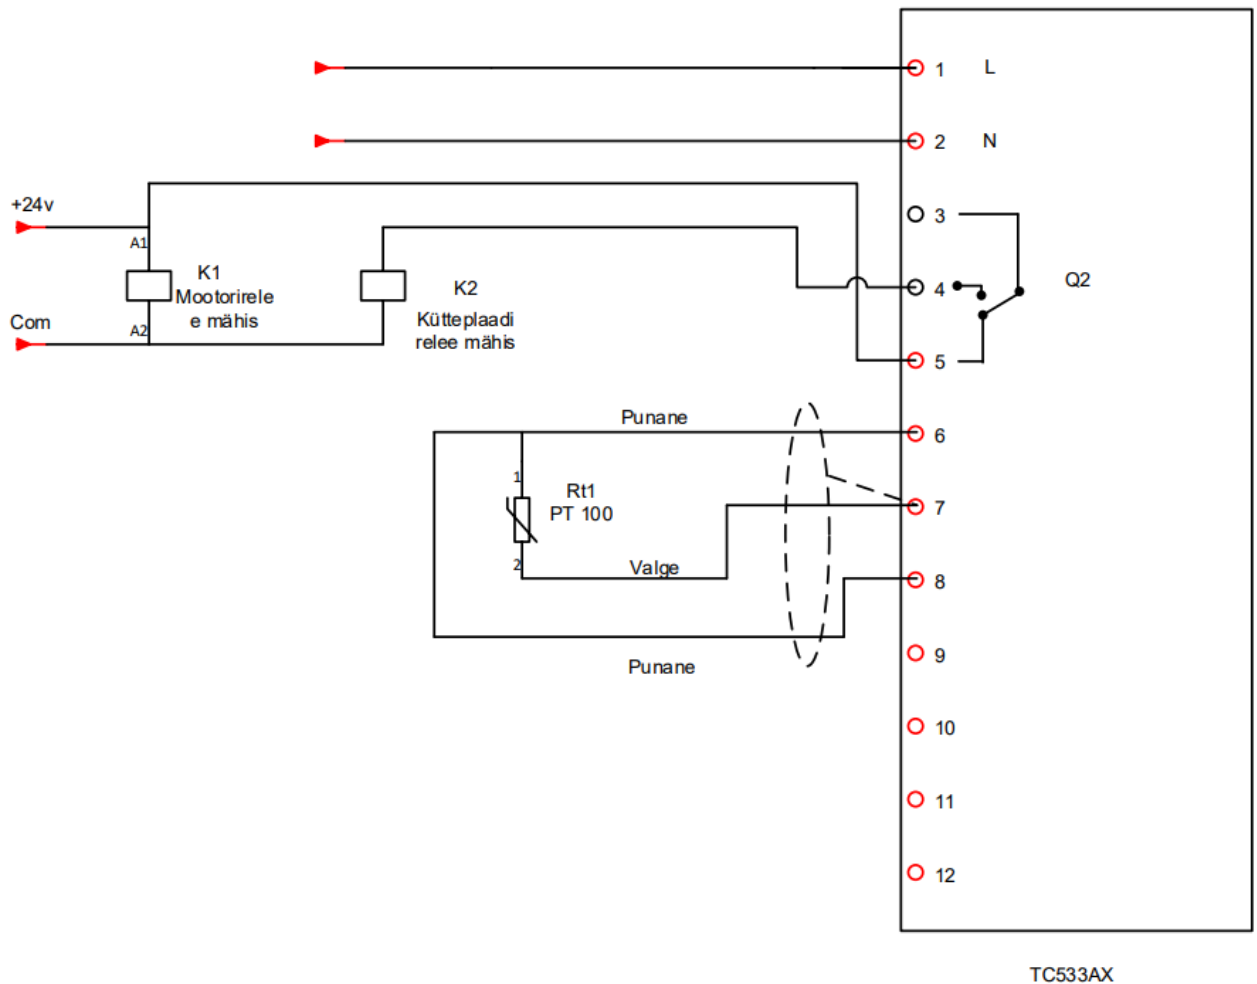 1 L
2 N
+24v
3
A1
K1
Mootorirele
e mähis
K2
Kütteplaadi
relee mähis
4
Q2
Com
A2
5
Punane
6
1
Rt1
PT 100
7
2
Valge
8
Punane
9
10
11
12
TC533AX